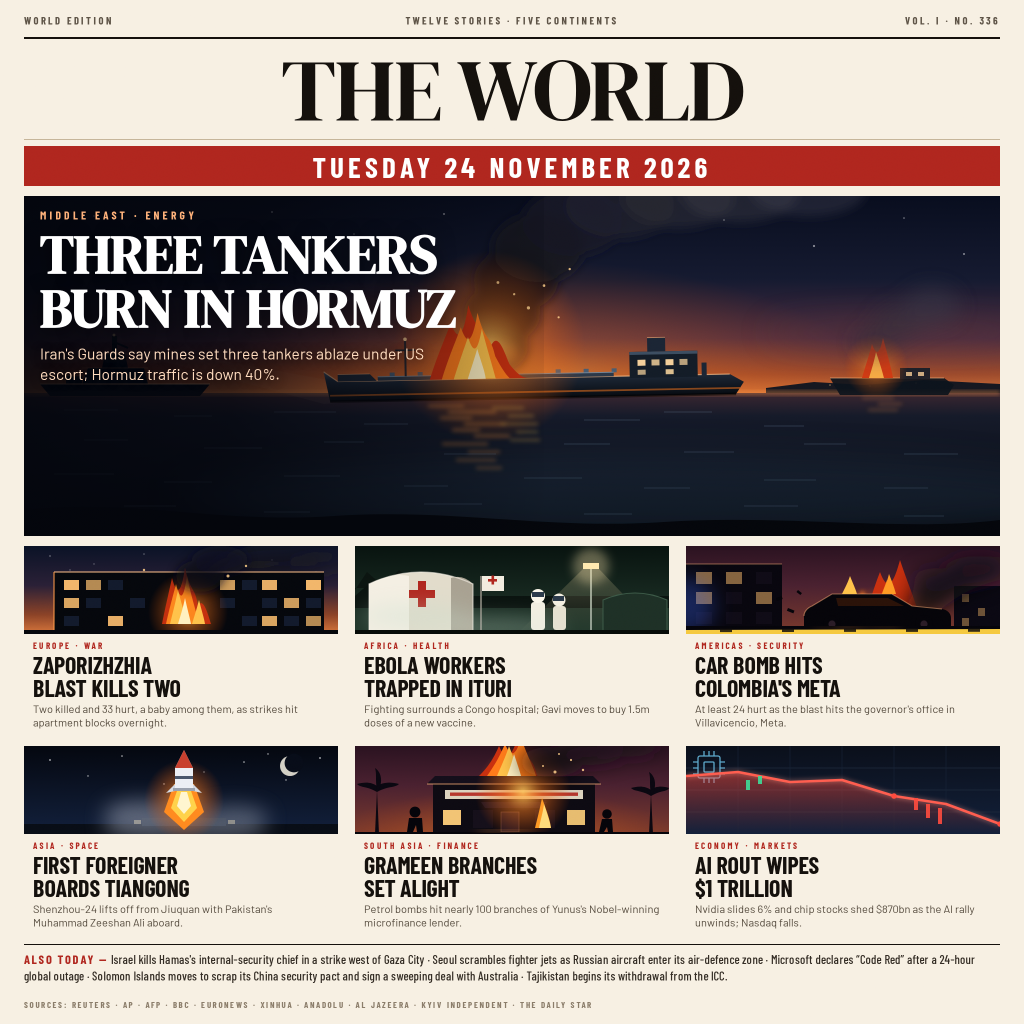 WORLD EDITION
TWELVE STORIES · FIVE CONTINENTS
VOL. I · NO. 336
THE WORLD
TUESDAY 24 NOVEMBER 2026
MIDDLE EAST · ENERGY
THREE TANKERS
BURN IN HORMUZ
Iran's Guards say mines set three tankers ablaze under US
escort; Hormuz traffic is down 40%.
EUROPE · WAR
ZAPORIZHZHIA
BLAST KILLS TWO
Two killed and 33 hurt, a baby among them, as strikes hit
apartment blocks overnight.
AFRICA · HEALTH
EBOLA WORKERS
TRAPPED IN ITURI
Fighting surrounds a Congo hospital; Gavi moves to buy 1.5m
doses of a new vaccine.
AMERICAS · SECURITY
CAR BOMB HITS
COLOMBIA'S META
At least 24 hurt as the blast hits the governor's office in
Villavicencio, Meta.
ASIA · SPACE
FIRST FOREIGNER
BOARDS TIANGONG
Shenzhou-24 lifts off from Jiuquan with Pakistan's
Muhammad Zeeshan Ali aboard.
SOUTH ASIA · FINANCE
GRAMEEN BRANCHES
SET ALIGHT
Petrol bombs hit nearly 100 branches of Yunus's Nobel-winning
microfinance lender.
ECONOMY · MARKETS
AI ROUT WIPES
$1 TRILLION
Nvidia slides 6% and chip stocks shed $870bn as the AI rally
unwinds; Nasdaq falls.
ALSO TODAY — Israel kills Hamas's internal-security chief in a strike west of Gaza City · Seoul scrambles fighter jets as Russian aircraft enter its air-defence zone · Microsoft declares “Code Red” after a 24-hour
global outage · Solomon Islands moves to scrap its China security pact and sign a sweeping deal with Australia · Tajikistan begins its withdrawal from the ICC.
SOURCES: REUTERS · AP · AFP · BBC · EURONEWS · XINHUA · ANADOLU · AL JAZEERA · KYIV INDEPENDENT · THE DAILY STAR